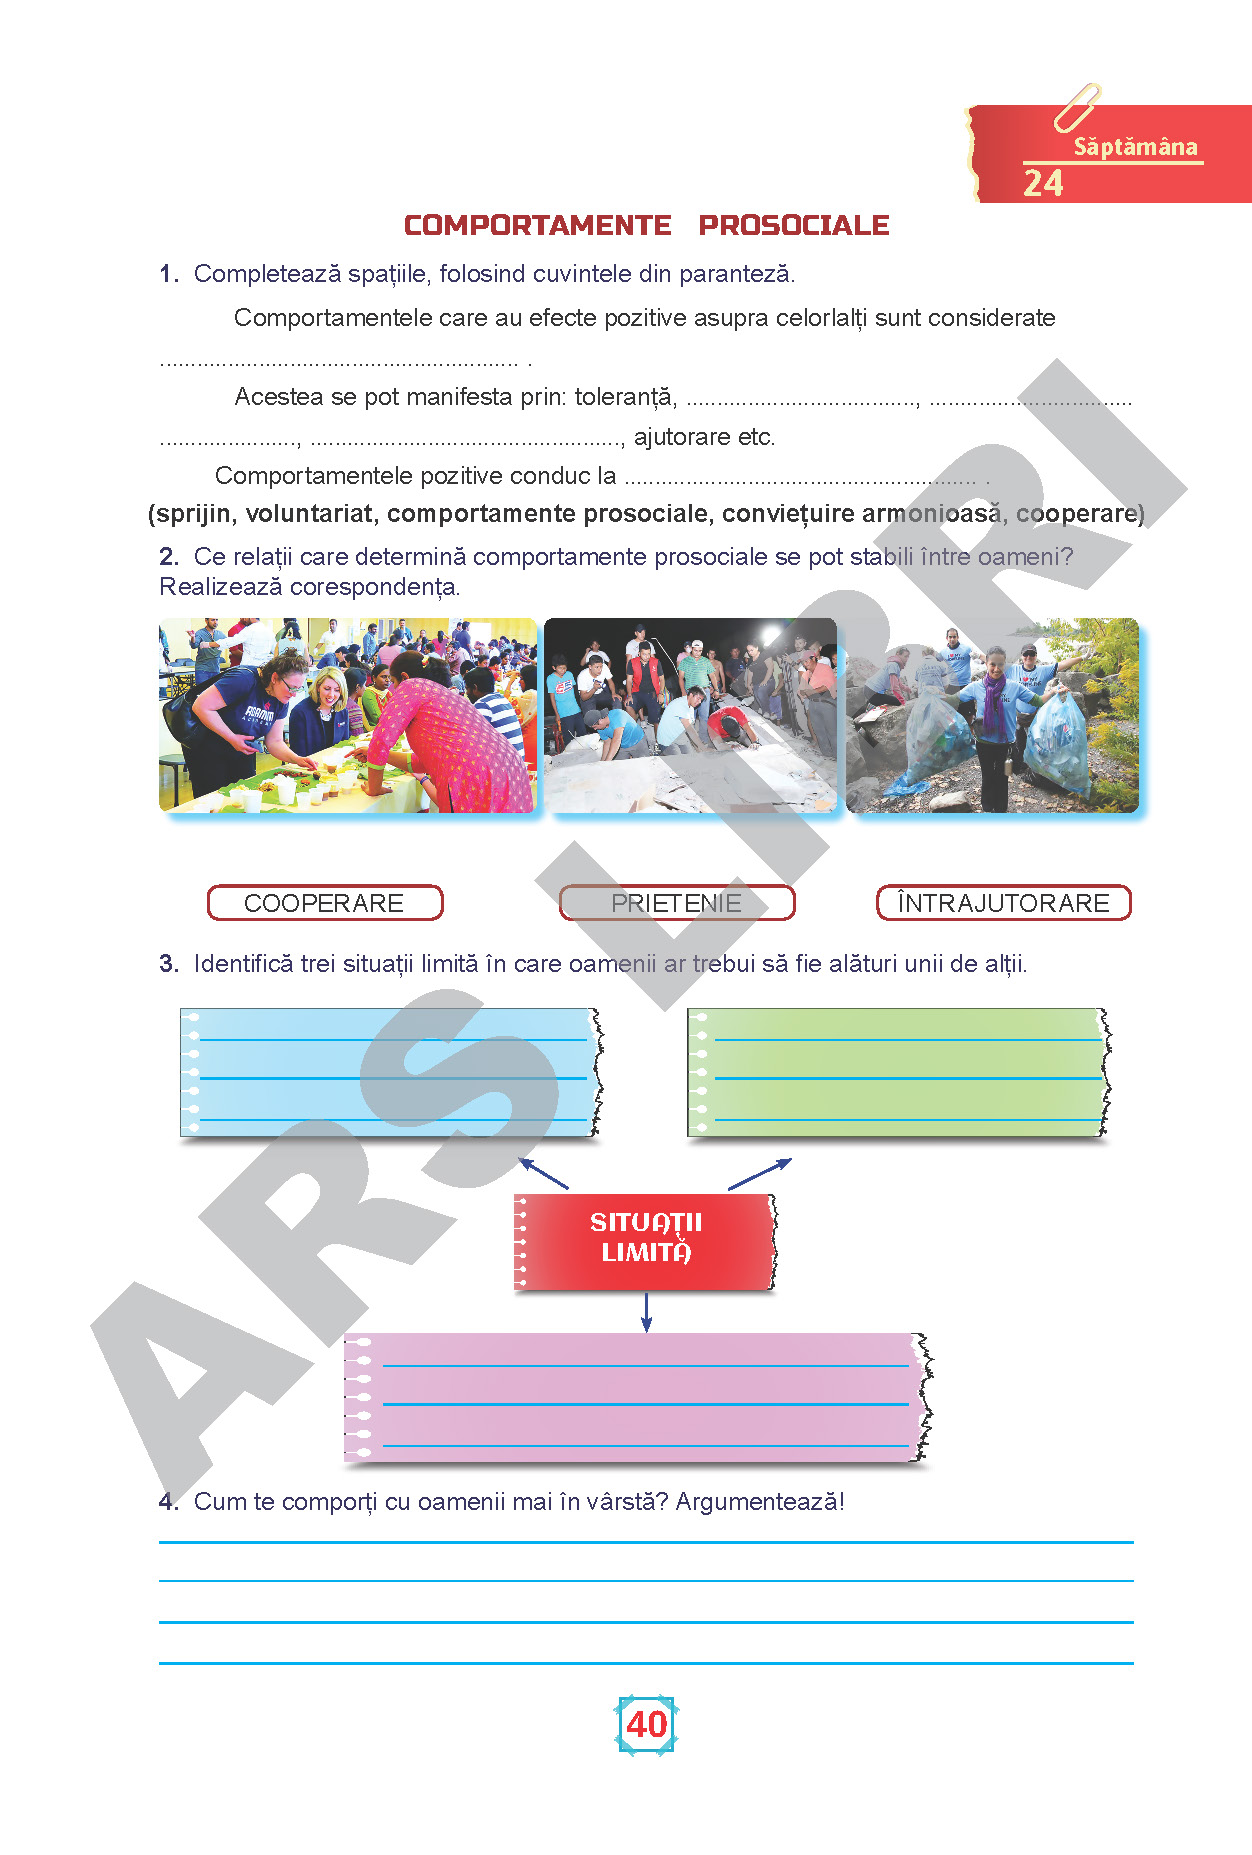 Săptămâna
24
COMPORTAMENTE PROSOCIALE
1. Completează spațiile, folosind cuvintele din paranteză.
Comportamentele care au efecte pozitive asupra celorlalți sunt considerate
.......................................................... .
Acestea se pot manifesta prin: toleranță, ....................................., .................................
......................, .................................................., ajutorare etc.
Comportamentele pozitive conduc la ......................................................... .
(sprijin, voluntariat, comportamente prosociale, conviețuire armonioasă, cooperare)
2. Ce relații care determină comportamente prosociale se pot stabili între oameni?
Realizează corespondența.
COOPERARE
PRIETENIE
ÎNTRAJUTORARE
3. Identifică trei situații limită în care oamenii ar trebui să fie alături unii de alții.
SITUAȚII
LIMITĂ
4. Cum te comporți cu oamenii mai în vârstă? Argumentează!
40
ARS LIBRI